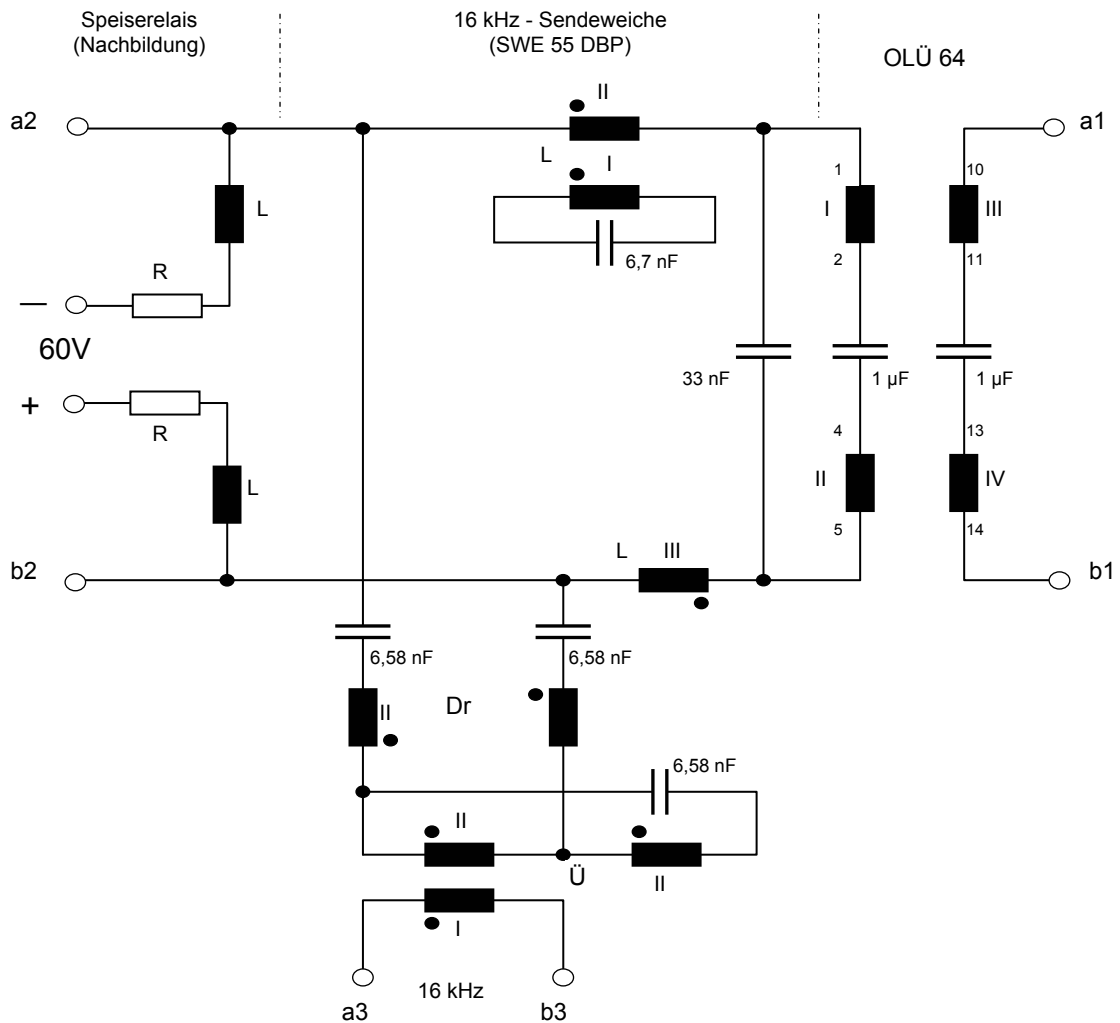 Speiserelais
(Nachbildung)
16 kHz - Sendeweiche
(SWE 55 DBP)
OLÜ 64
II
a2
a1
L
I
1
10
L
I
III
2
11
6,7 nF
R
—
60V
33 nF
1 µF
1 µF
+
R
4
13
L
II
IV
5
14
L
III
b2
b1
6,58 nF
6,58 nF
II
Dr
6,58 nF
II
Ü
II
I
16 kHz
a3
b3